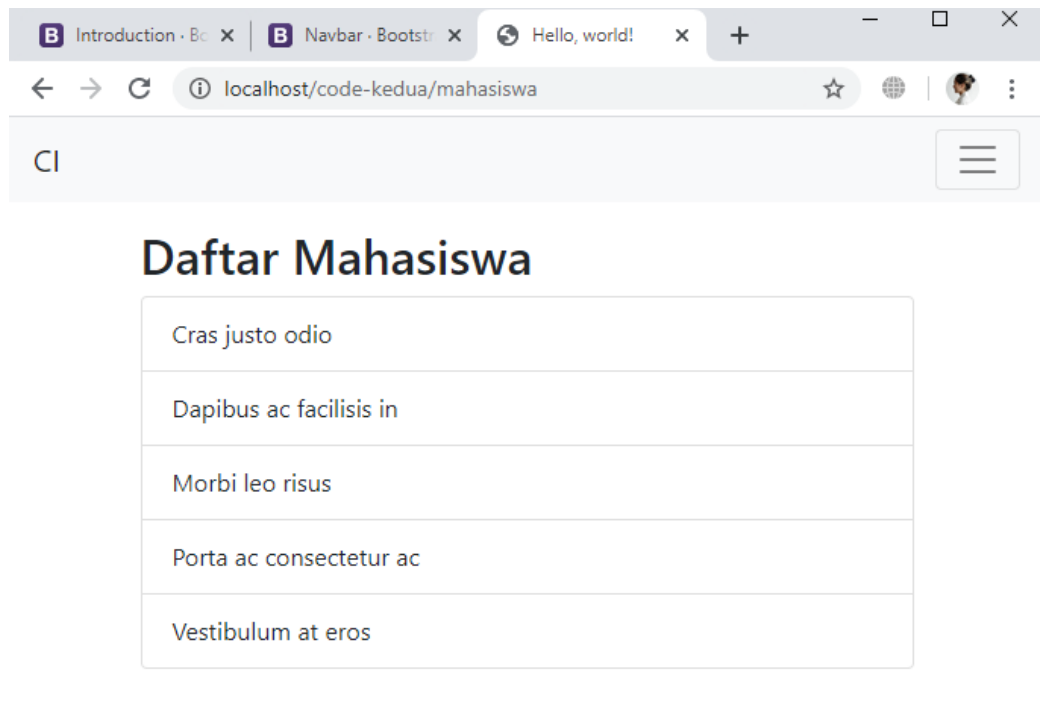 B Introduction · Bo
B Navbar · Bootstr
Hello, world!
localhost/code-kedua/mahasiswa
CI
Daftar Mahasiswa
Cras justo odio
Dapibus ac facilisis in
Morbi leo risus
Porta ac consectetur ac
Vestibulum at eros